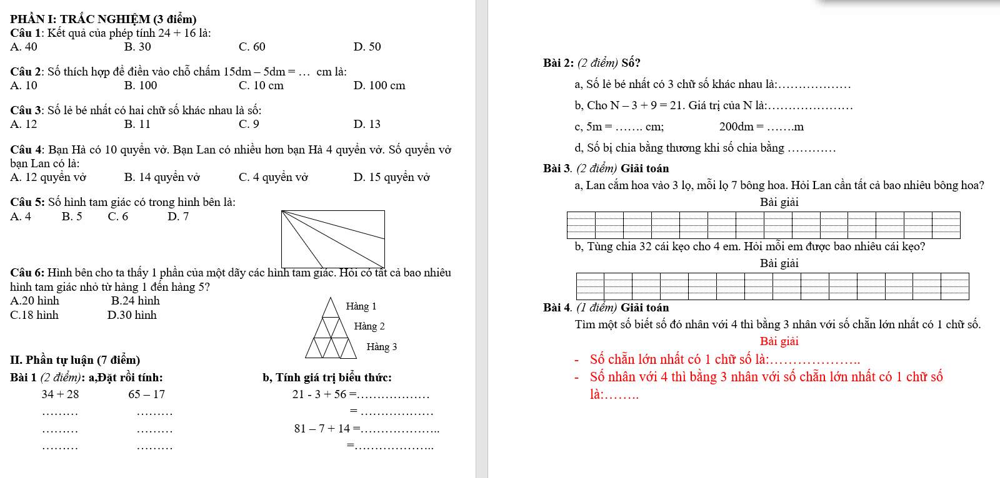 PHẦN I: TRẮC NGHIỆM (3 điểm)
Câu 1: Kết quả của phép tính 24 + 16 là:
A. 40 B. 30 C. 60 D. 50
Câu 2: Số thích hợp để điền vào chỗ chấm 15dm – 5dm = … cm là:
A. 10 B. 100 C. 10 cm D. 100 cm
Câu 3: Số lẻ bé nhất có hai chữ số khác nhau là số:
A. 12 B. 11 C. 9 D. 13
Câu 4: Bạn Hà có 10 quyển vở. Bạn Lan có nhiều hơn bạn Hà 4 quyển vở. Số quyển vở
bạn Lan có là:
A. 12 quyển vở B. 14 quyển vở C. 4 quyển vở D. 15 quyển vở
Câu 5: Số hình tam giác có trong hình bên là:
A. 4 B. 5 C. 6 D. 7
Câu 6: Hình bên cho ta thấy 1 phần của một dãy các hình tam giác. Hỏi có tất cả bao nhiêu
hình tam giác nhỏ từ hàng 1 đến hàng 5?
A.20 hình B.24 hình
C.18 hình D.30 hình
Hàng 1
Hàng 2
Hàng 3
II. Phần tự luận (7 điểm)
Bài 1 (2 điểm): a,Đặt rồi tính: b, Tính giá trị biểu thức:
34 + 28 65 – 17 21 - 3 + 56 =………………
……… ……… = ………………
……… ……… 81 – 7 + 14 =………………..
……… ……… =………………..
Bài 2: (2 điểm) Số?
a, Số lẻ bé nhất có 3 chữ số khác nhau là:………………
b, Cho N – 3 + 9 = 21. Giá trị của N là:…………………
c, 5m = ……. cm; 200dm = …….m
d, Số bị chia bằng thương khi số chia bằng …………
Bài 3. (2 điểm) Giải toán
a, Lan cắm hoa vào 3 lọ, mỗi lọ 7 bông hoa. Hỏi Lan cần tất cả bao nhiêu bông hoa?
Bài giải
b, Tùng chia 32 cái kẹo cho 4 em. Hỏi mỗi em được bao nhiêu cái kẹo?
Bài giải
Bài 4. (1 điểm) Giải toán
Tìm một số biết số đó nhân với 4 thì bằng 3 nhân với số chẵn lớn nhất có 1 chữ số.
Bài giải
- Số chẵn lớn nhất có 1 chữ số là:…………………..
- Số nhân với 4 thì bằng 3 nhân với số chẵn lớn nhất có 1 chữ số
là:……..